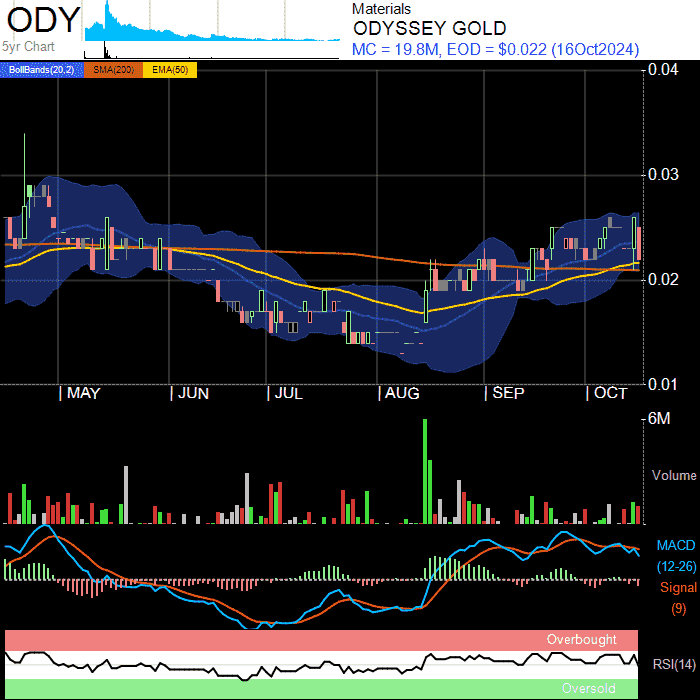 ODY
5yr Chart
Materials
ODYSSEY GOLD
MC = 19.8M, EOD = $0.022 (16Oct2024)
BollBands(20,2) SMA(200) EMA(50)
0.04
0.03
0.02
0.01
| MAY | JUN | JUL | AUG | SEP | OCT
6M
Volume
MACD
(12-26)
Signal
(9)
Overbought
RSI(14)
Oversold